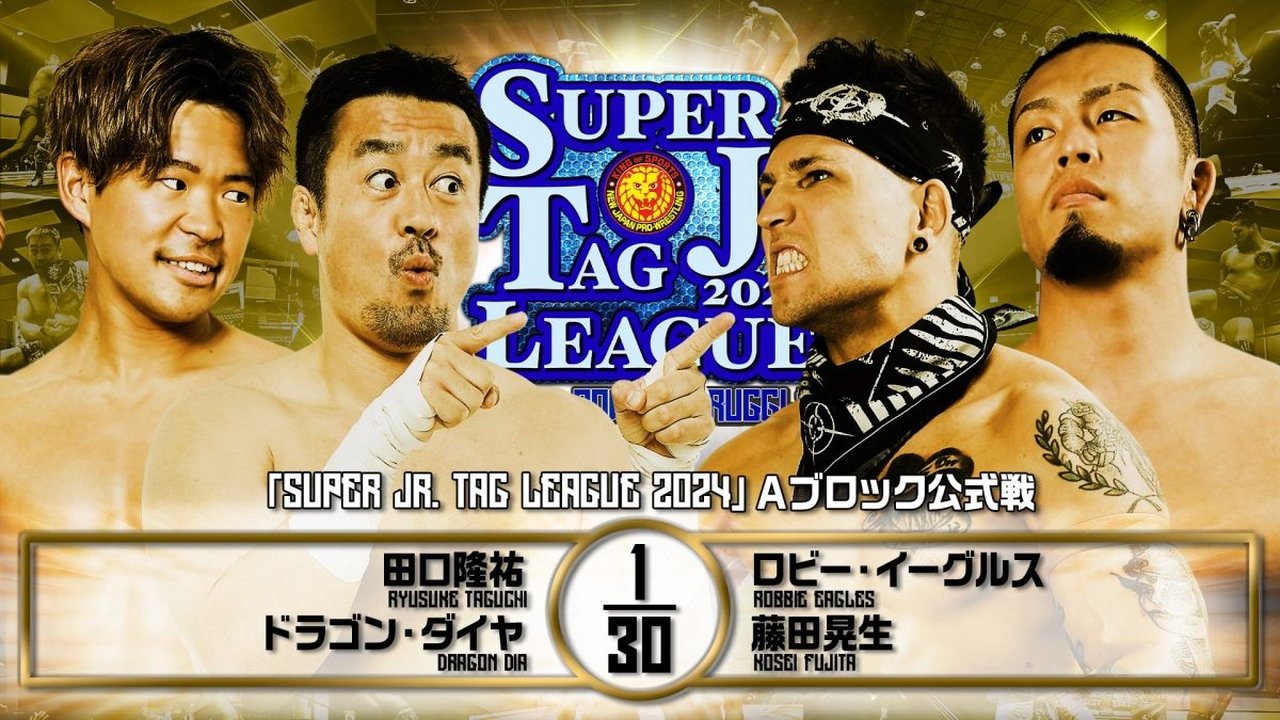 SUPER J
TAG 202
LEAGUE
KING OF SPORTS
NEW JAPAN PRO-WRESTLING
「SUPER JR. TAG LEAGUE 2024」Aブロック公式戦
田口隆祐
RYUSUKE TAGUCHI
ドラゴン・ダイヤ
DRAGON DIA
1
30
ロビー・イーグルス
ROBBIE EAGLES
藤田晃生
KOSEI FUJITA